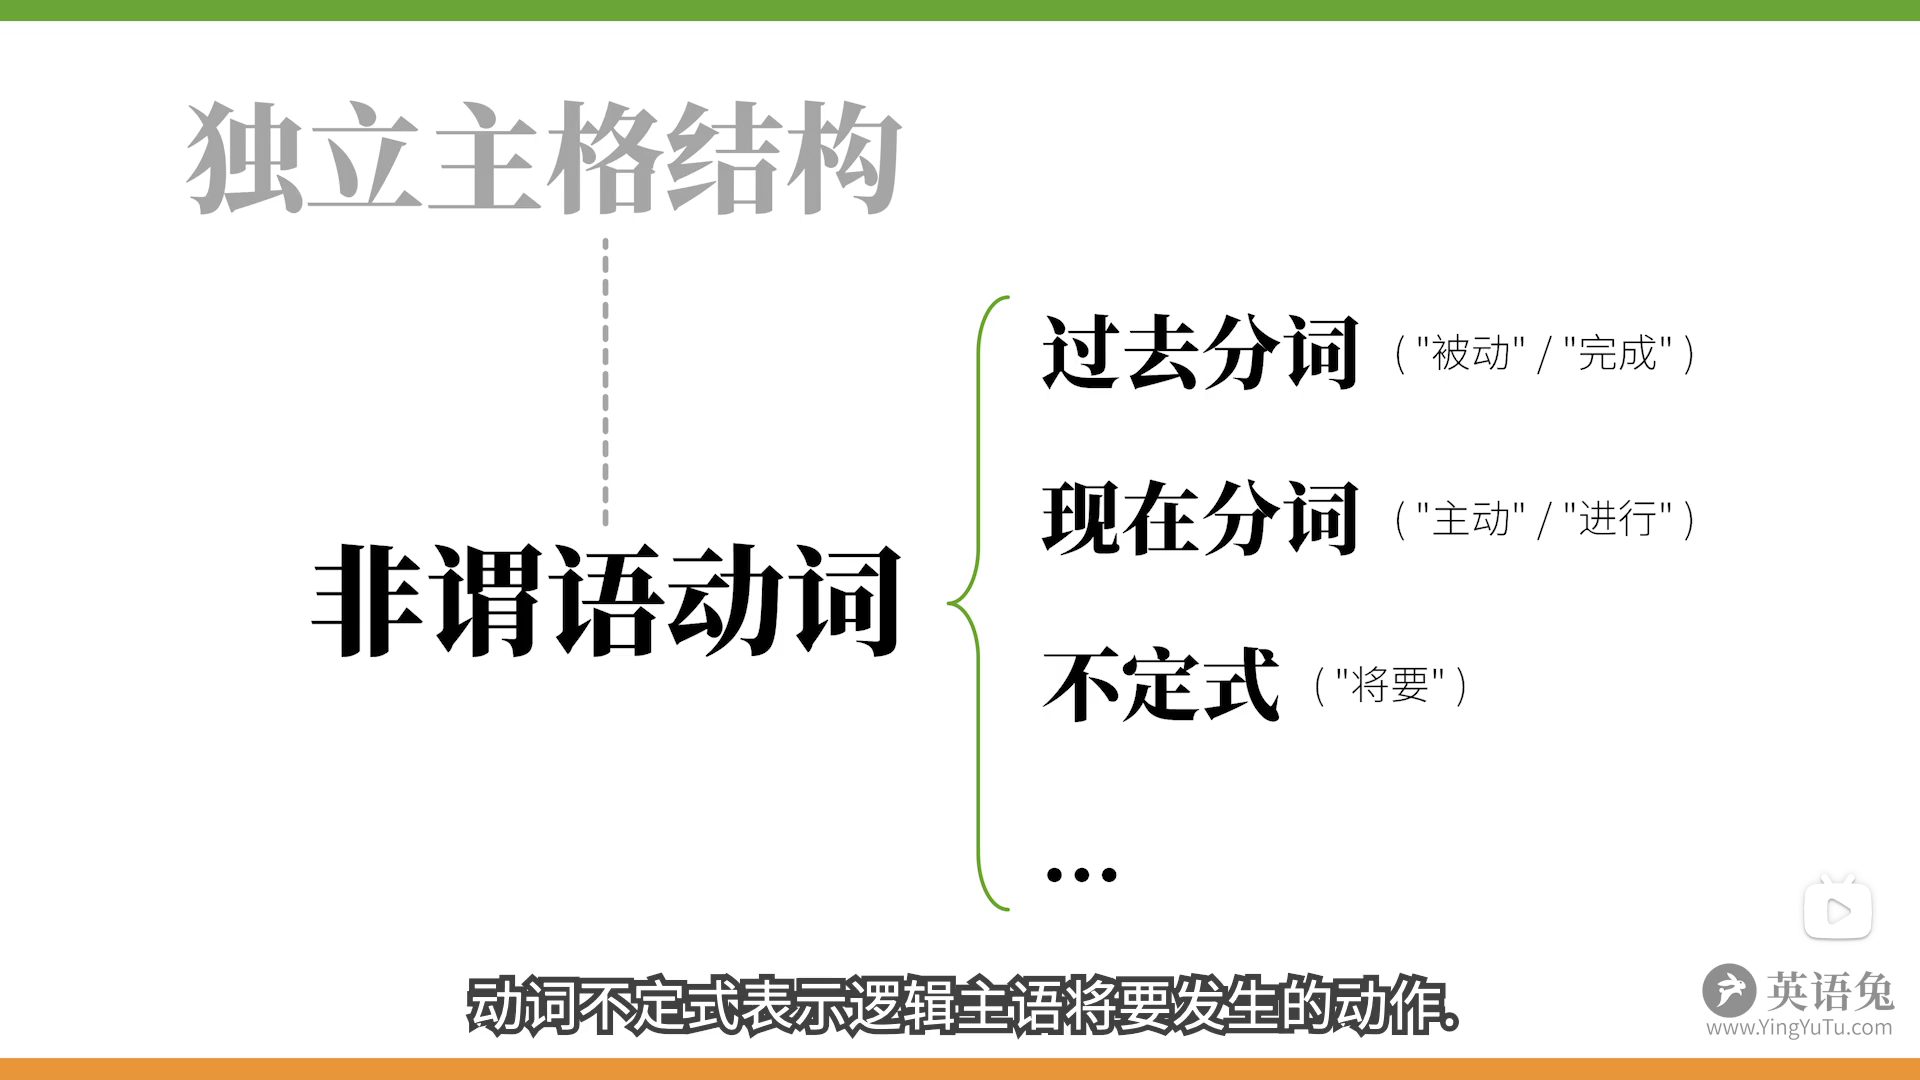 独立主格结构
非谓语动词
过去分词 ( "被动" / "完成" )
现在分词 ( "主动" / "进行" )
不定式 ( "将要" )
...
动词不定式表示逻辑主语将要发生的动作.
英语兔
www.YingYuTu.com